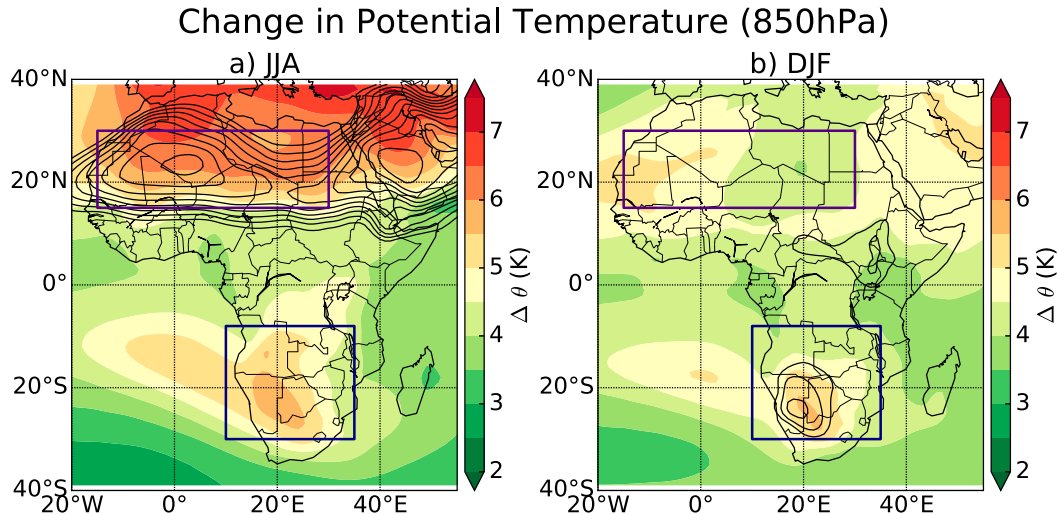 Change in Potential Temperature (850hPa)
a) JJA
b) DJF
40°N
20°N
0°
20°S
40°S
20°W
0°
20°E
40°E
7
6
5
4
3
2
Δ θ (K)
40°N
20°N
0°
20°S
40°S
20°W
0°
20°E
40°E
7
6
5
4
3
2
Δ θ (K)